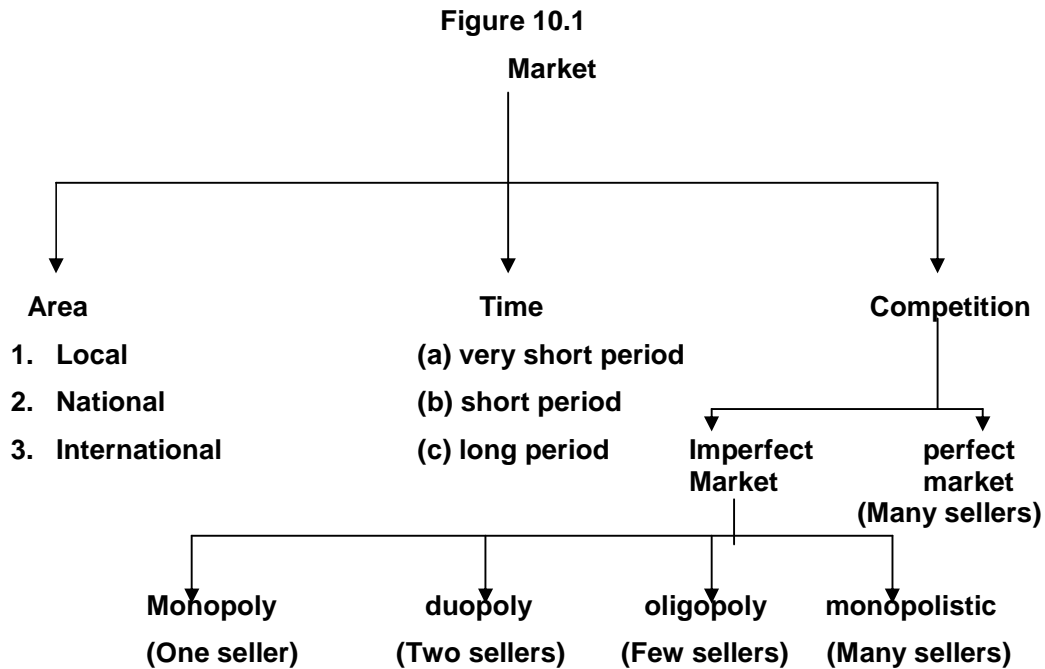 Figure 10.1
Market
Area
Time
Competition
1. Local
(a) very short period
2. National
(b) short period
3. International
(c) long period
Imperfect
Market
perfect
market
(Many sellers)
Monopoly
duopoly
oligopoly
monopolistic
(One seller)
(Two sellers)
(Few sellers)
(Many sellers)